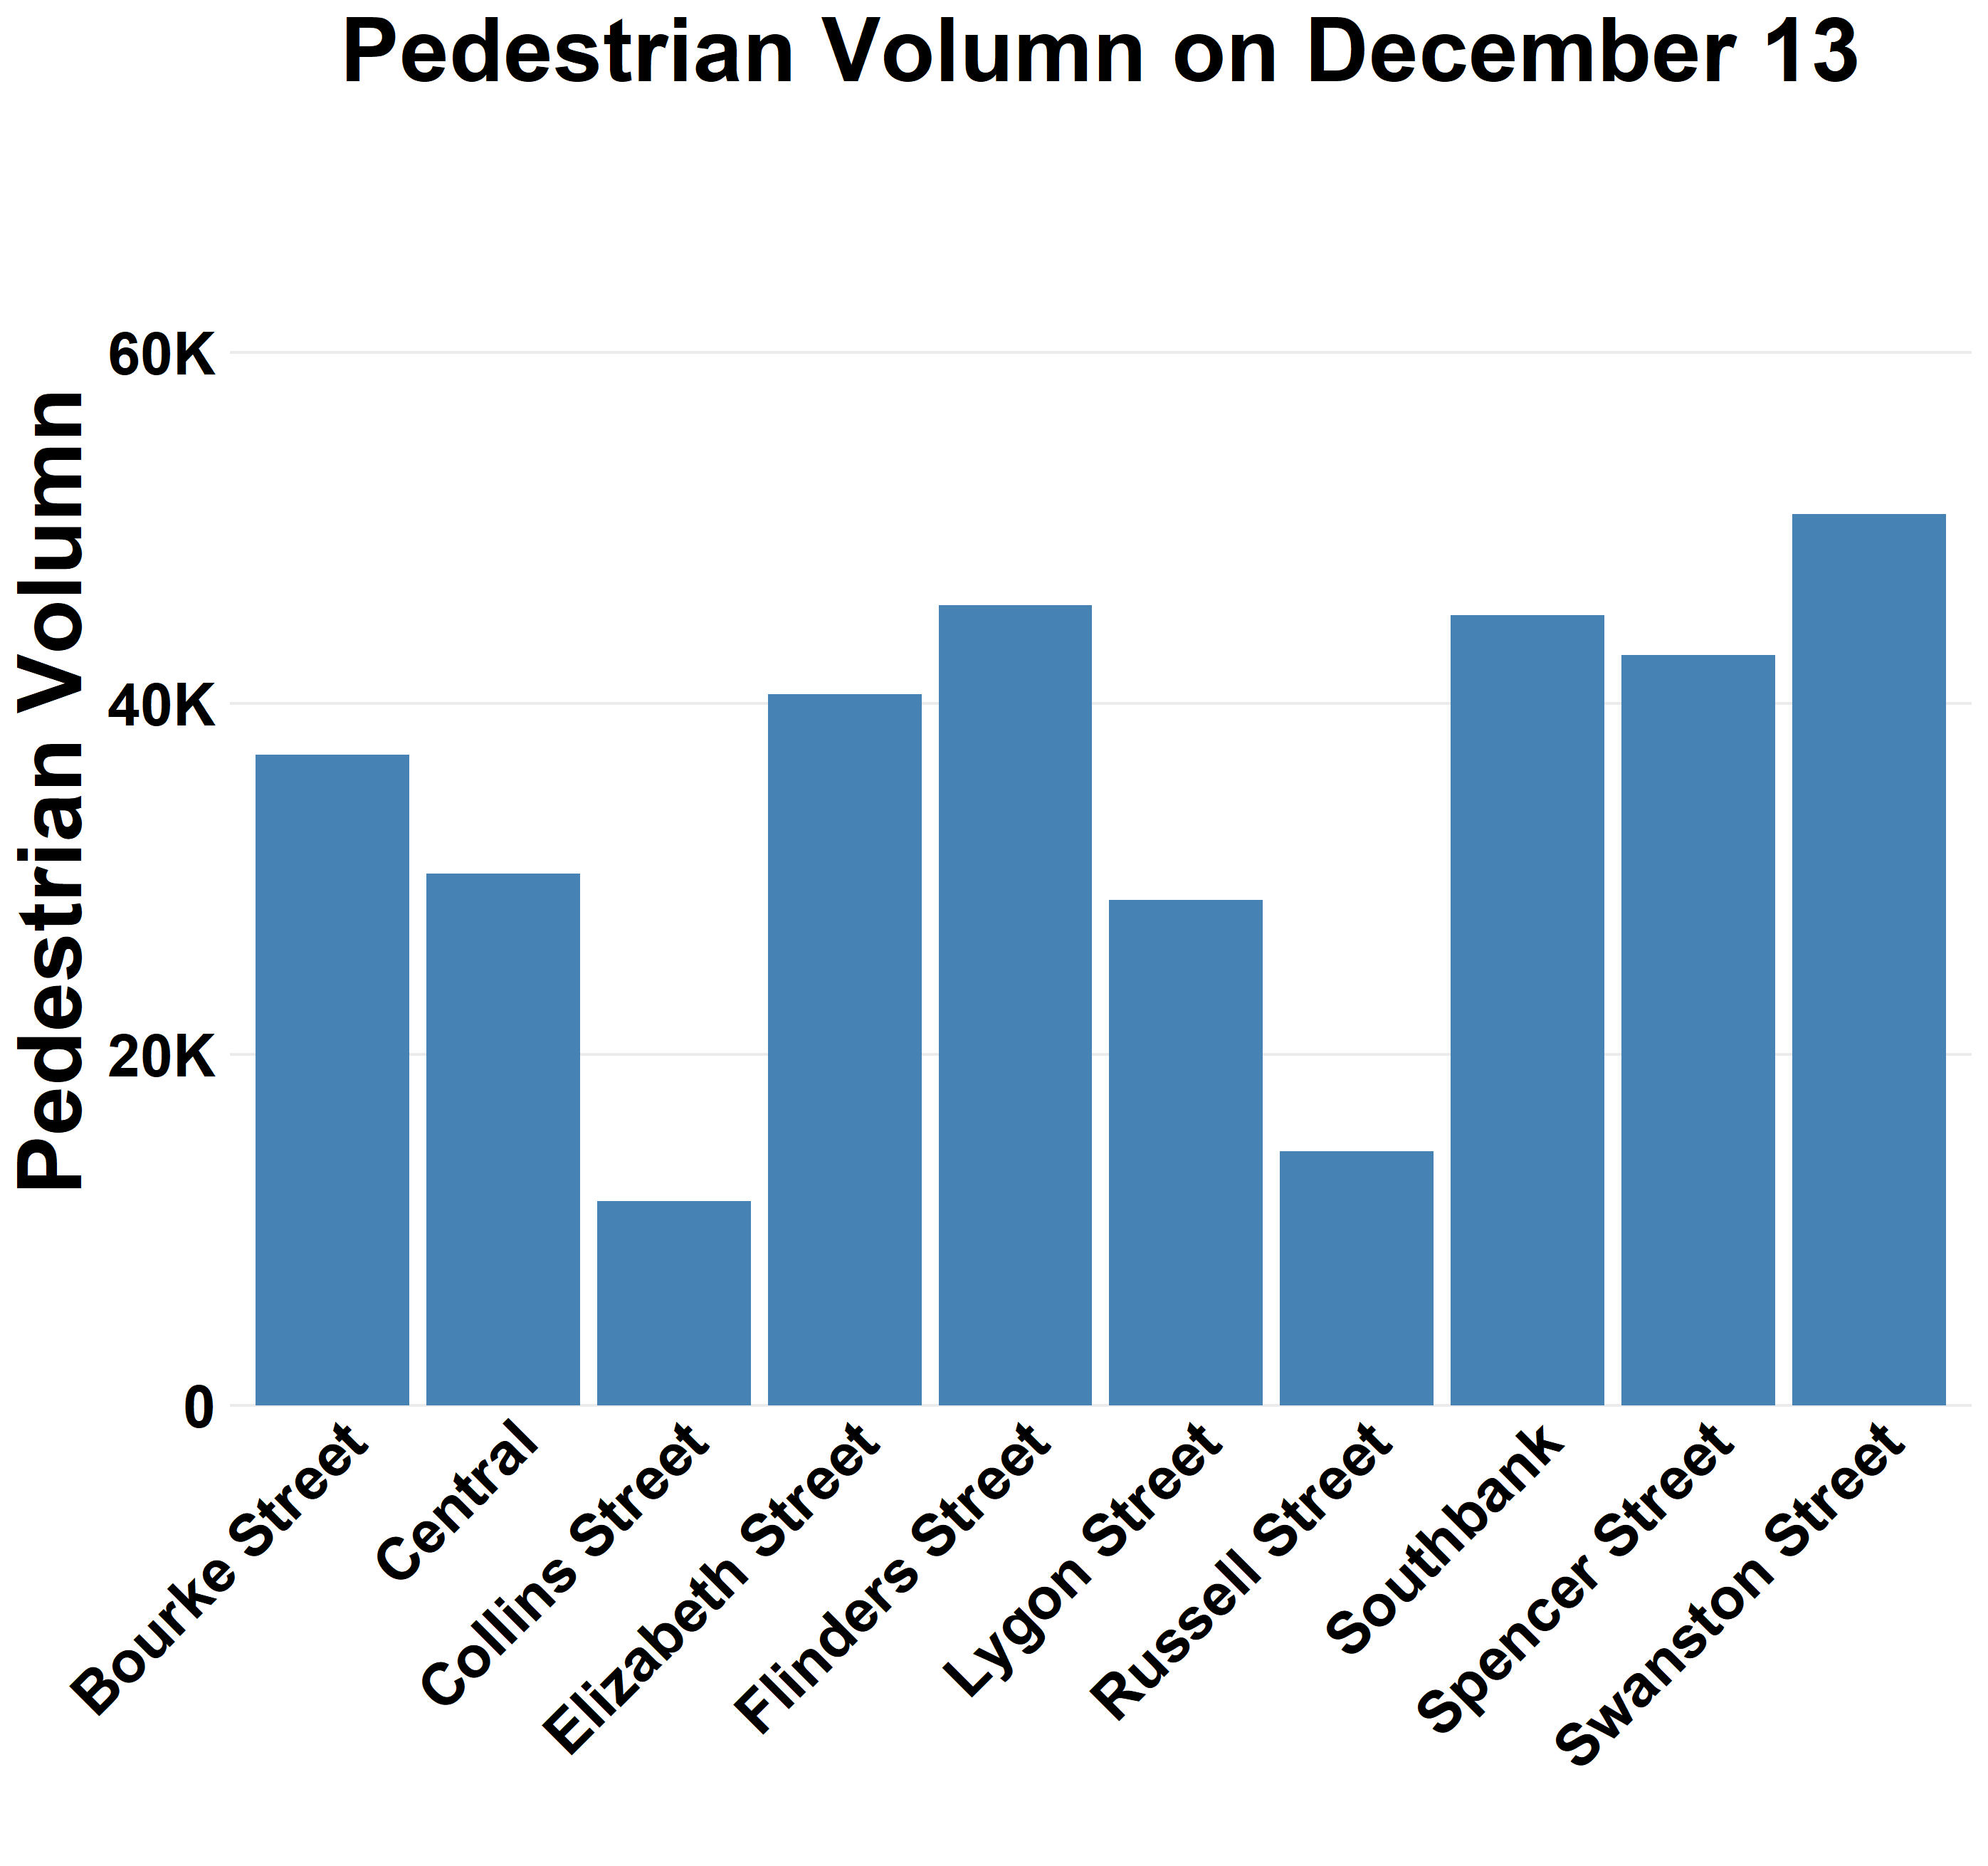 Pedestrian Volumn on December 13
Pedestrian Volumn
60K
40K
20K
0
Bourke Street
Central
Collins Street
Elizabeth Street
Flinders Street
Lygon Street
Russell Street
Southbank
Spencer Street
Swanston Street